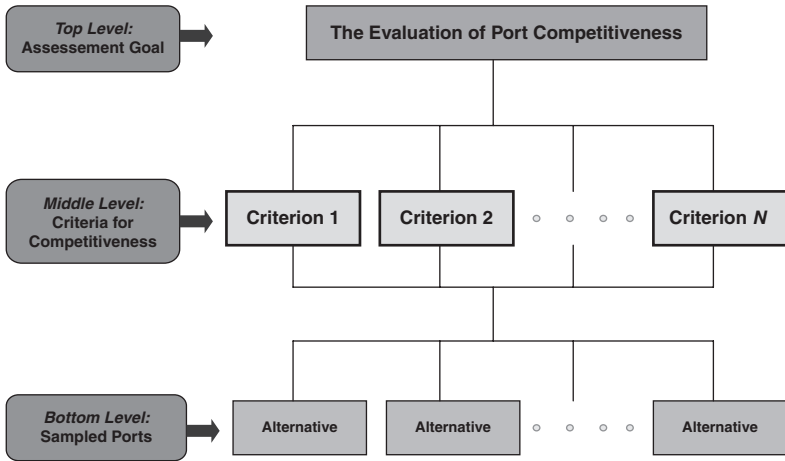 Top Level:
Assessement Goal
The Evaluation of Port Competitiveness
Middle Level:
Criteria for
Competitiveness
Criterion 1
Criterion 2
Criterion N
Bottom Level:
Sampled Ports
Alternative
Alternative
Alternative